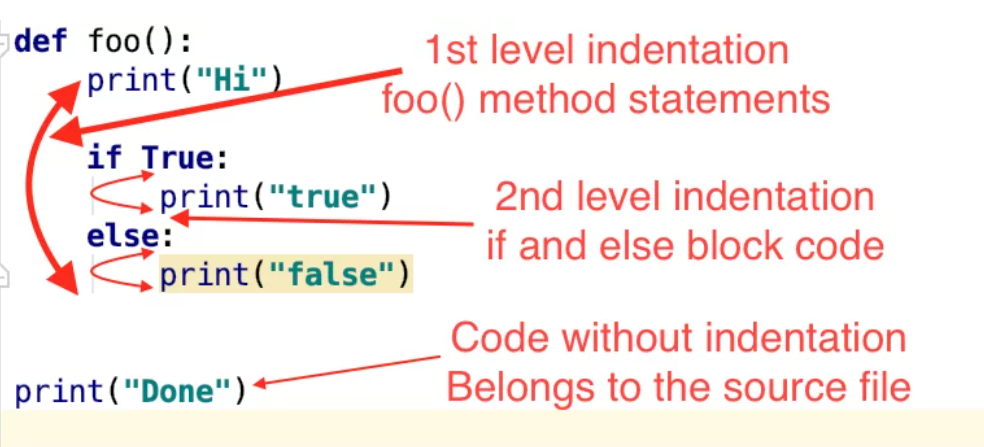 def foo():
1st level indentation
print("Hi")
foo() method statements
if True:
print("true")
2nd level indentation
else:
if and else block code
print("false")
Code without indentation
print("Done")
Belongs to the source file